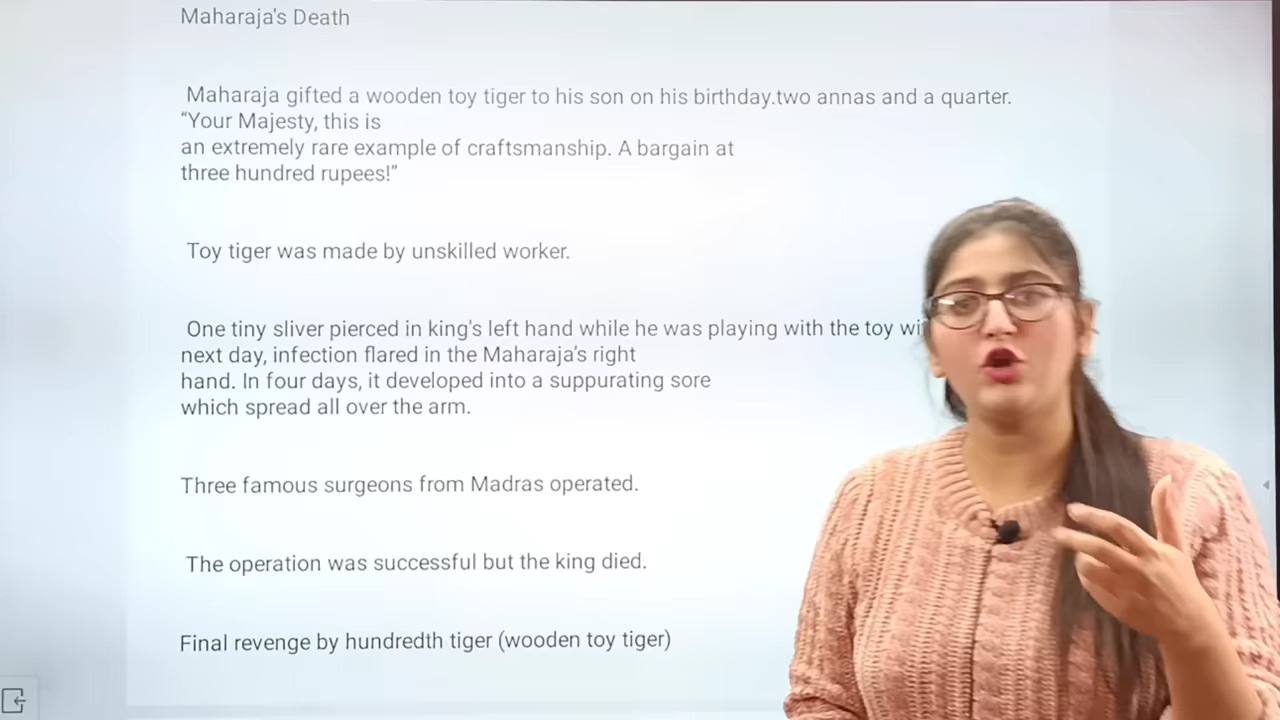 Maharaja's Death
Maharaja gifted a wooden toy tiger to his son on his birthday.two annas and a quarter.
“Your Majesty, this is
an extremely rare example of craftsmanship. A bargain at
three hundred rupees!”
Toy tiger was made by unskilled worker.
One tiny sliver pierced in king's left hand while he was playing with the toy
next day, infection flared in the Maharaja's right
hand. In four days, it developed into a suppurating sore
which spread all over the arm.
Three famous surgeons from Madras operated.
The operation was successful but the king died.
Final revenge by hundredth tiger (wooden toy tiger)